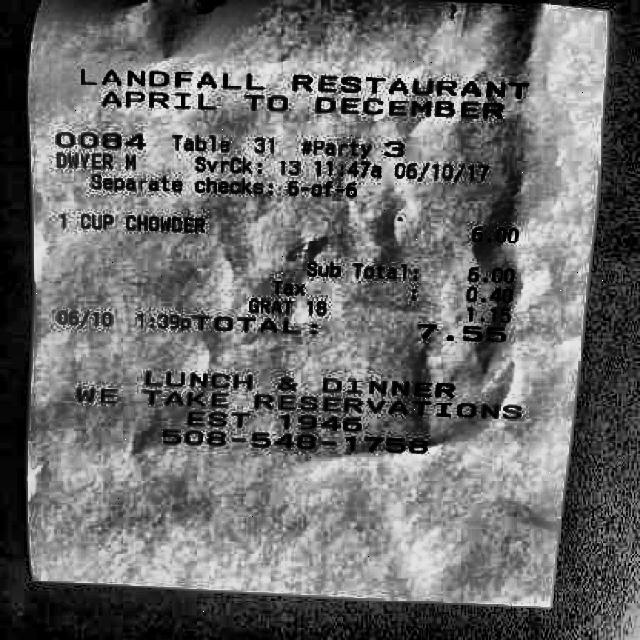 LANDFALL RESTAURANT
APRIL TO DECEMBER
0084 Table 31 #Party 3
DWYER M SvrCk: 13 11:47a 06/10/17
Separate checks: 6-of-6
1 CUP CHOWDER 6.00
Sub Total: 6.00
Tax : 0.40
GRAT 18 1.15
06/10 1:39p TOTAL: 7.55
LUNCH & DINNER
WE TAKE RESERVATIONS
EST 1946
508-548-1758